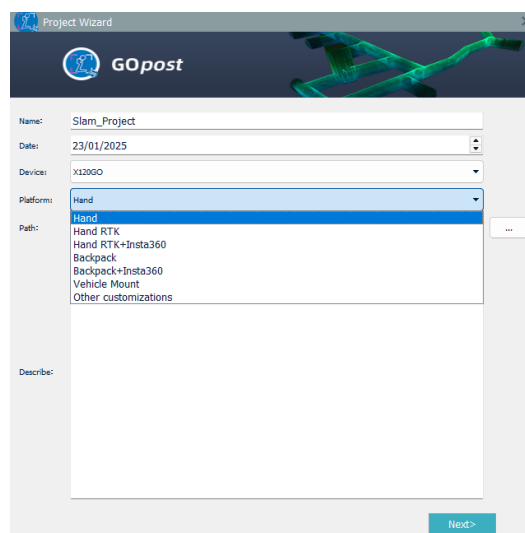 Project Wizard
GOpost
Name: Slam_Project
Date: 23/01/2025
Device: X120GO
Platform: Hand
Hand
Hand RTK
Path: ...
Hand RTK+Insta360
Backpack
Backpack+Insta360
Vehicle Mount
Other customizations
Describe:
Next>